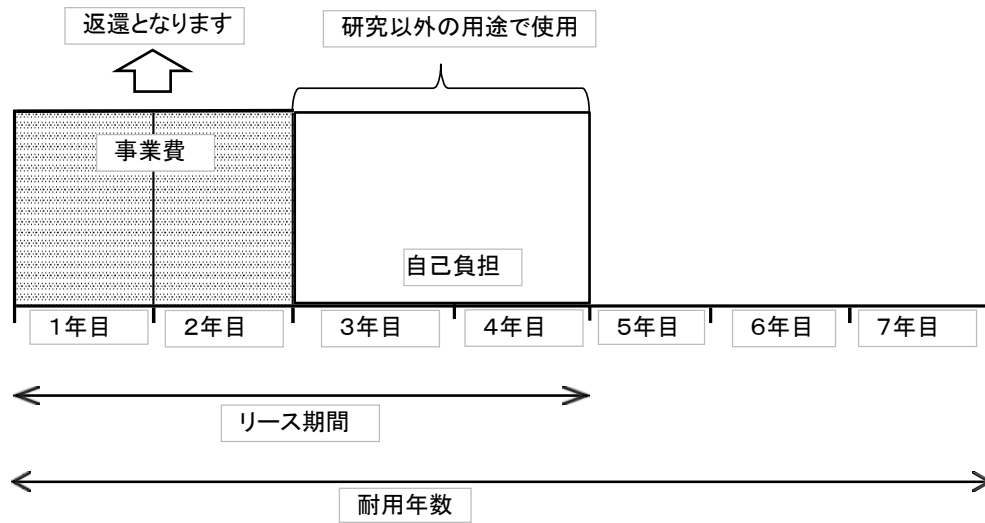 返還となります
研究以外の用途で使用
事業費
自己負担
1年目
2年目
3年目
4年目
5年目
6年目
7年目
リース期間
耐用年数